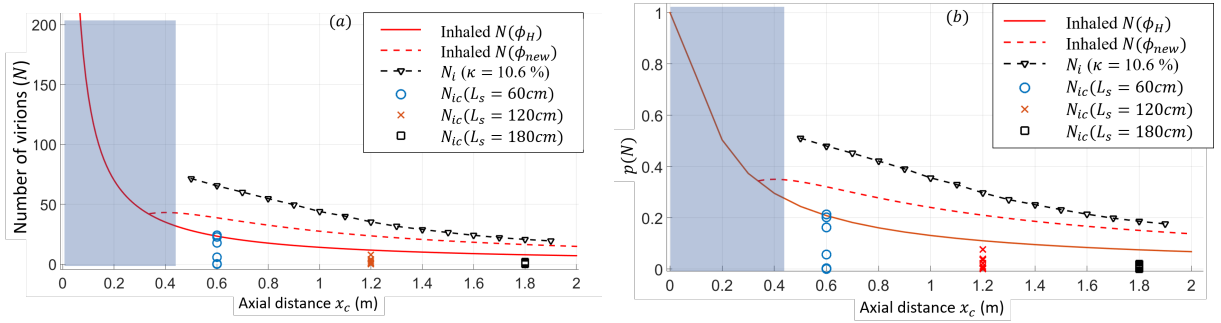 (a)
Number of virions (N)
200
150
100
50
0
0 0.2 0.4 0.6 0.8 1 1.2 1.4 1.6 1.8 2
Axial distance x_c (m)
Inhaled N(ϕ_H)
Inhaled N(ϕ_new)
N_i (κ = 10.6 %)
N_ic(L_s = 60cm)
N_ic(L_s = 120cm)
N_ic(L_s = 180cm)
(b)
p(N)
1
0.8
0.6
0.4
0.2
0
0 0.2 0.4 0.6 0.8 1 1.2 1.4 1.6 1.8 2
Axial distance x_c (m)
Inhaled N(ϕ_H)
Inhaled N(ϕ_new)
N_i (κ = 10.6 %)
N_ic(L_s = 60cm)
N_ic(L_s = 120cm)
N_ic(L_s = 180cm)